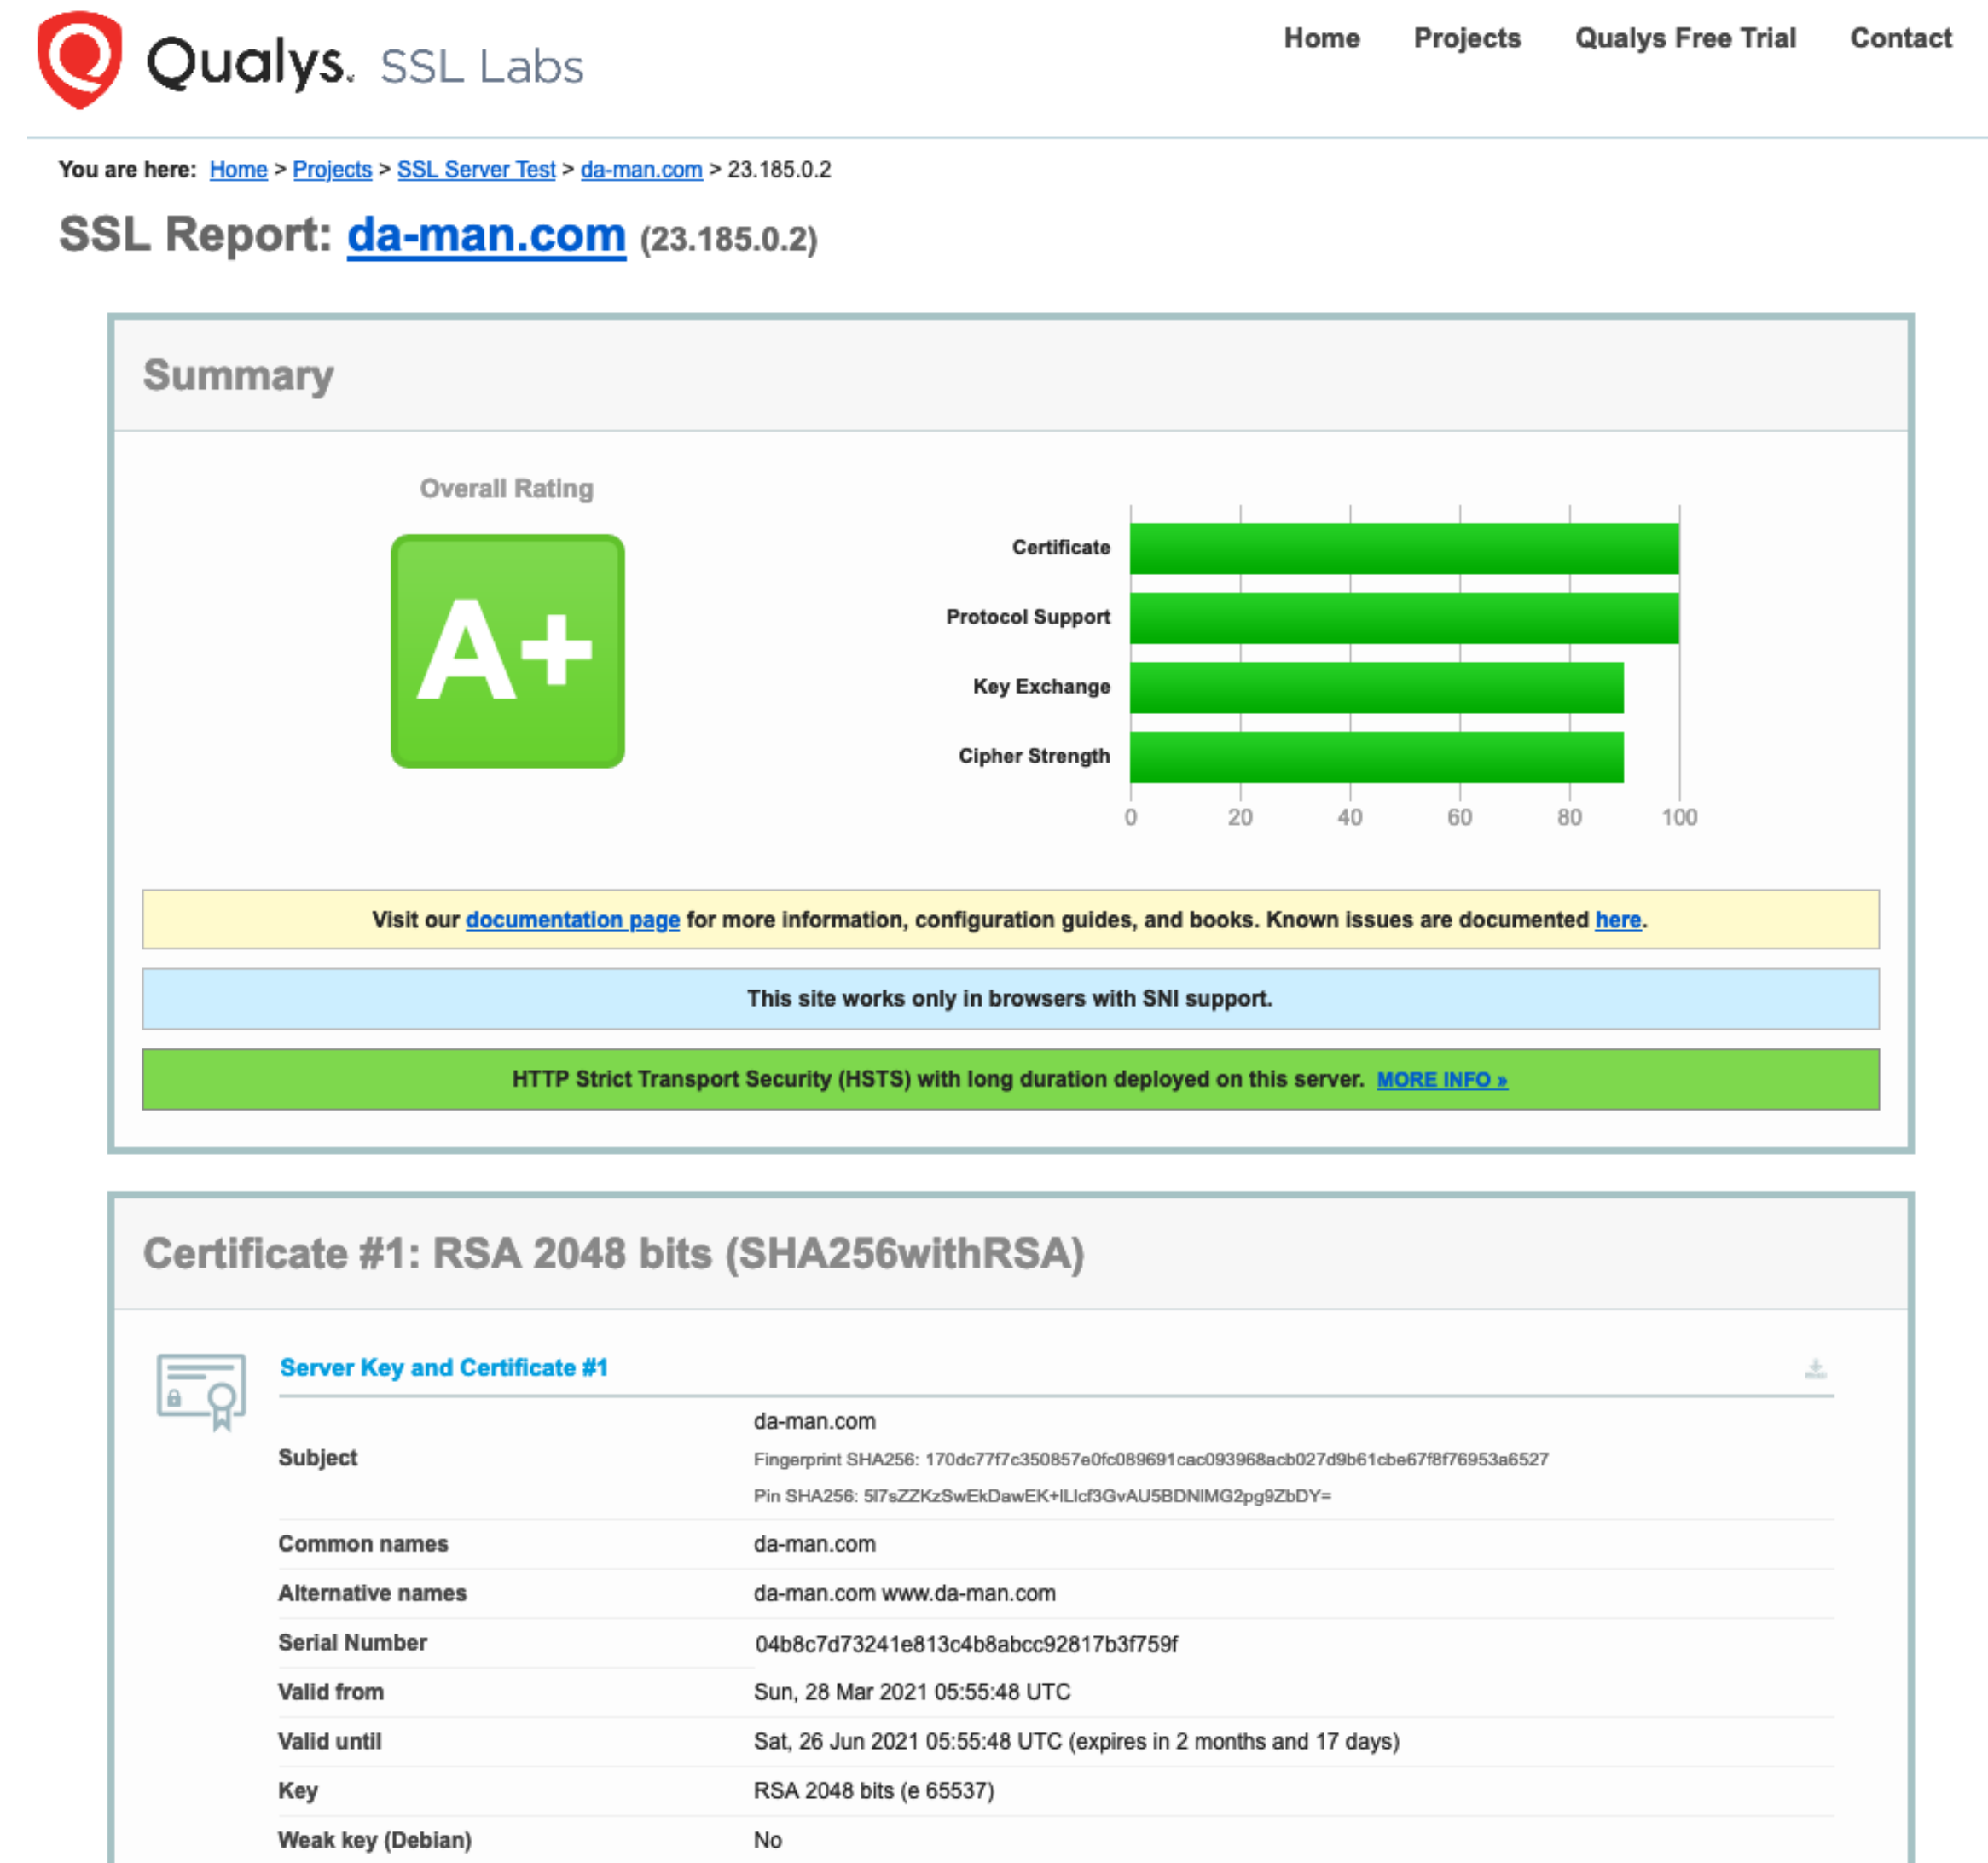 Qualys. SSL Labs
Home Projects Qualys Free Trial Contact
You are here: Home > Projects > SSL Server Test > da-man.com > 23.185.0.2
SSL Report: da-man.com (23.185.0.2)
Summary
Overall Rating
A+
Certificate
Protocol Support
Key Exchange
Cipher Strength
0 20 40 60 80 100
Visit our documentation page for more information, configuration guides, and books. Known issues are documented here.
This site works only in browsers with SNI support.
HTTP Strict Transport Security (HSTS) with long duration deployed on this server. MORE INFO »
Certificate #1: RSA 2048 bits (SHA256withRSA)
Server Key and Certificate #1
Subject
da-man.com
Fingerprint SHA256: 170dc77f7c350857e0fc089691cac093968acb027d9b61cbe67f8f76953a6527
Pin SHA256:
Common names da-man.com
Alternative names da-man.com www.da-man.com
Serial Number 04b8c7d73241e813c4b8abcc92817b3f759f
Valid from Sun, 28 Mar 2021 05:55:48 UTC
Valid until Sat, 26 Jun 2021 05:55:48 UTC (expires in 2 months and 17 days)
Key RSA 2048 bits (e 65537)
Weak key (Debian) No